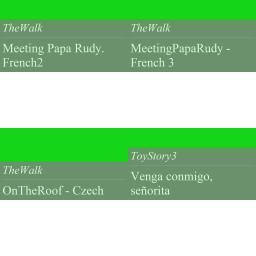 TheWalk
Meeting Papa Rudy.
French2
TheWalk
MeetingPapaRudy -
French 3
TheWalk
OnTheRoof - Czech
ToyStory3
Venga conmigo,
señorita